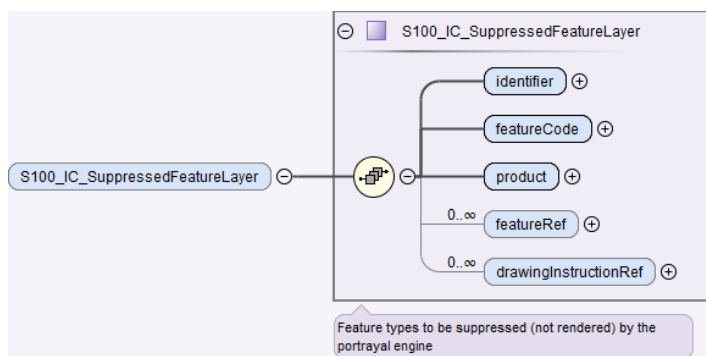 S100_IC_SuppressedFeatureLayer
identifier
featureCode
S100_IC_SuppressedFeatureLayer
product
0..∞
featureRef
0..∞
drawingInstructionRef
Feature types to be suppressed (not rendered) by the
portrayal engine